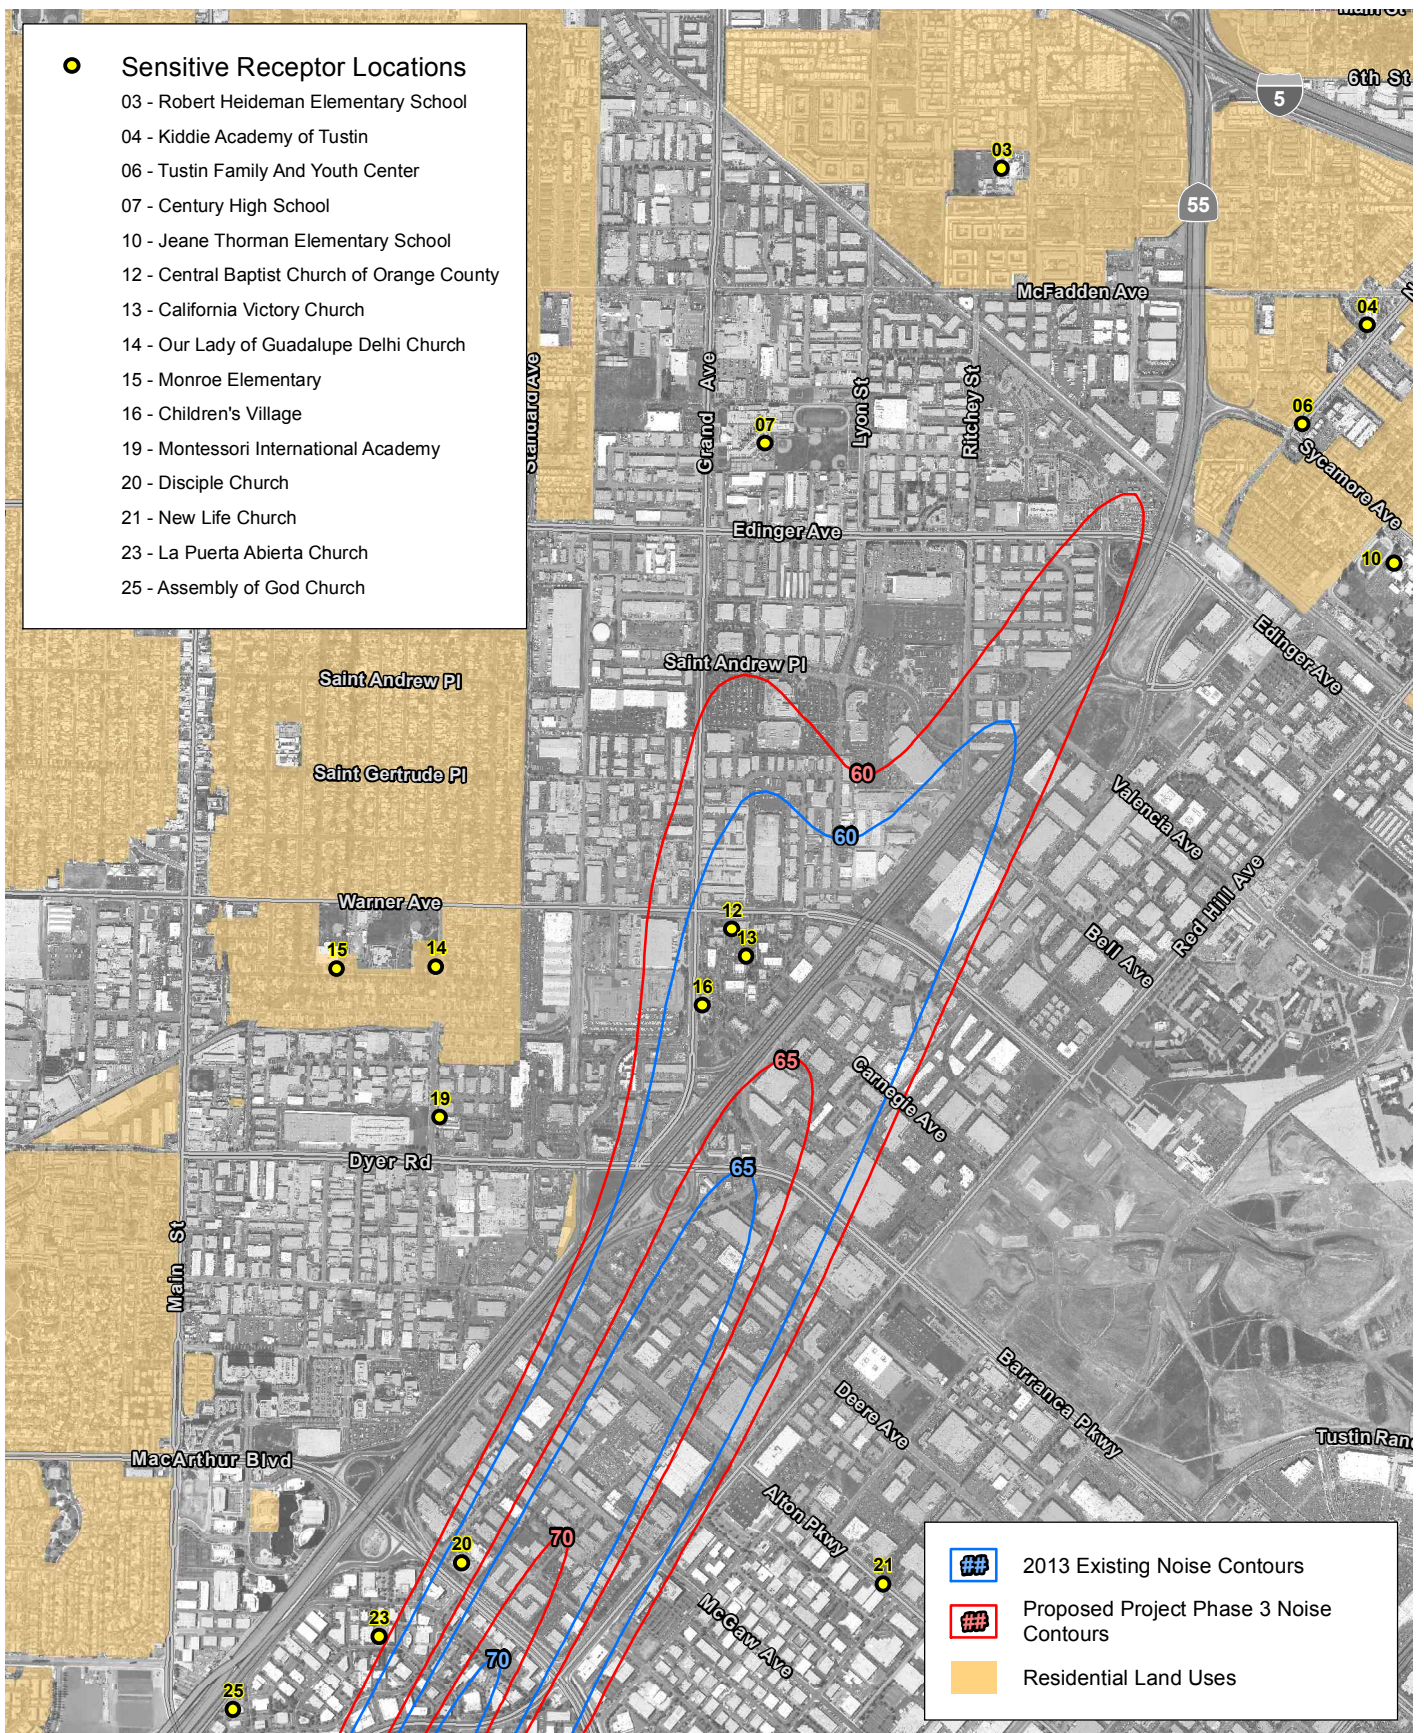 Sensitive Receptor Locations
03 - Robert Heideman Elementary School
04 - Kiddie Academy of Tustin
06 - Tustin Family And Youth Center
07 - Century High School
10 - Jeane Thorman Elementary School
12 - Central Baptist Church of Orange County
13 - California Victory Church
14 - Our Lady of Guadalupe Delhi Church
15 - Monroe Elementary
16 - Children's Village
19 - Montessori International Academy
20 - Disciple Church
21 - New Life Church
23 - La Puerta Abierta Church
25 - Assembly of God Church
Main St
6th St
5
03
55
McFadden Ave
04
Standard Ave
Grand Ave
Lyon St
Ritchey St
06
07
Sycamore Ave
Edinger Ave
10
Edinger Ave
Saint Andrew Pl
Saint Andrew Pl
Saint Gertrude Pl
60
60
Valencia Ave
Red Hill Ave
Warner Ave
12
13
15
14
Bell Ave
16
65
Carnegie Ave
19
Dyer Rd
65
Main St
Barranca Pkwy
Deere Ave
MacArthur Blvd
Tustin Ranc
Alton Pkwy
70
20
21
McGaw Ave
23
70
25
## 2013 Existing Noise Contours
## Proposed Project Phase 3 Noise
Contours
Residential Land Uses